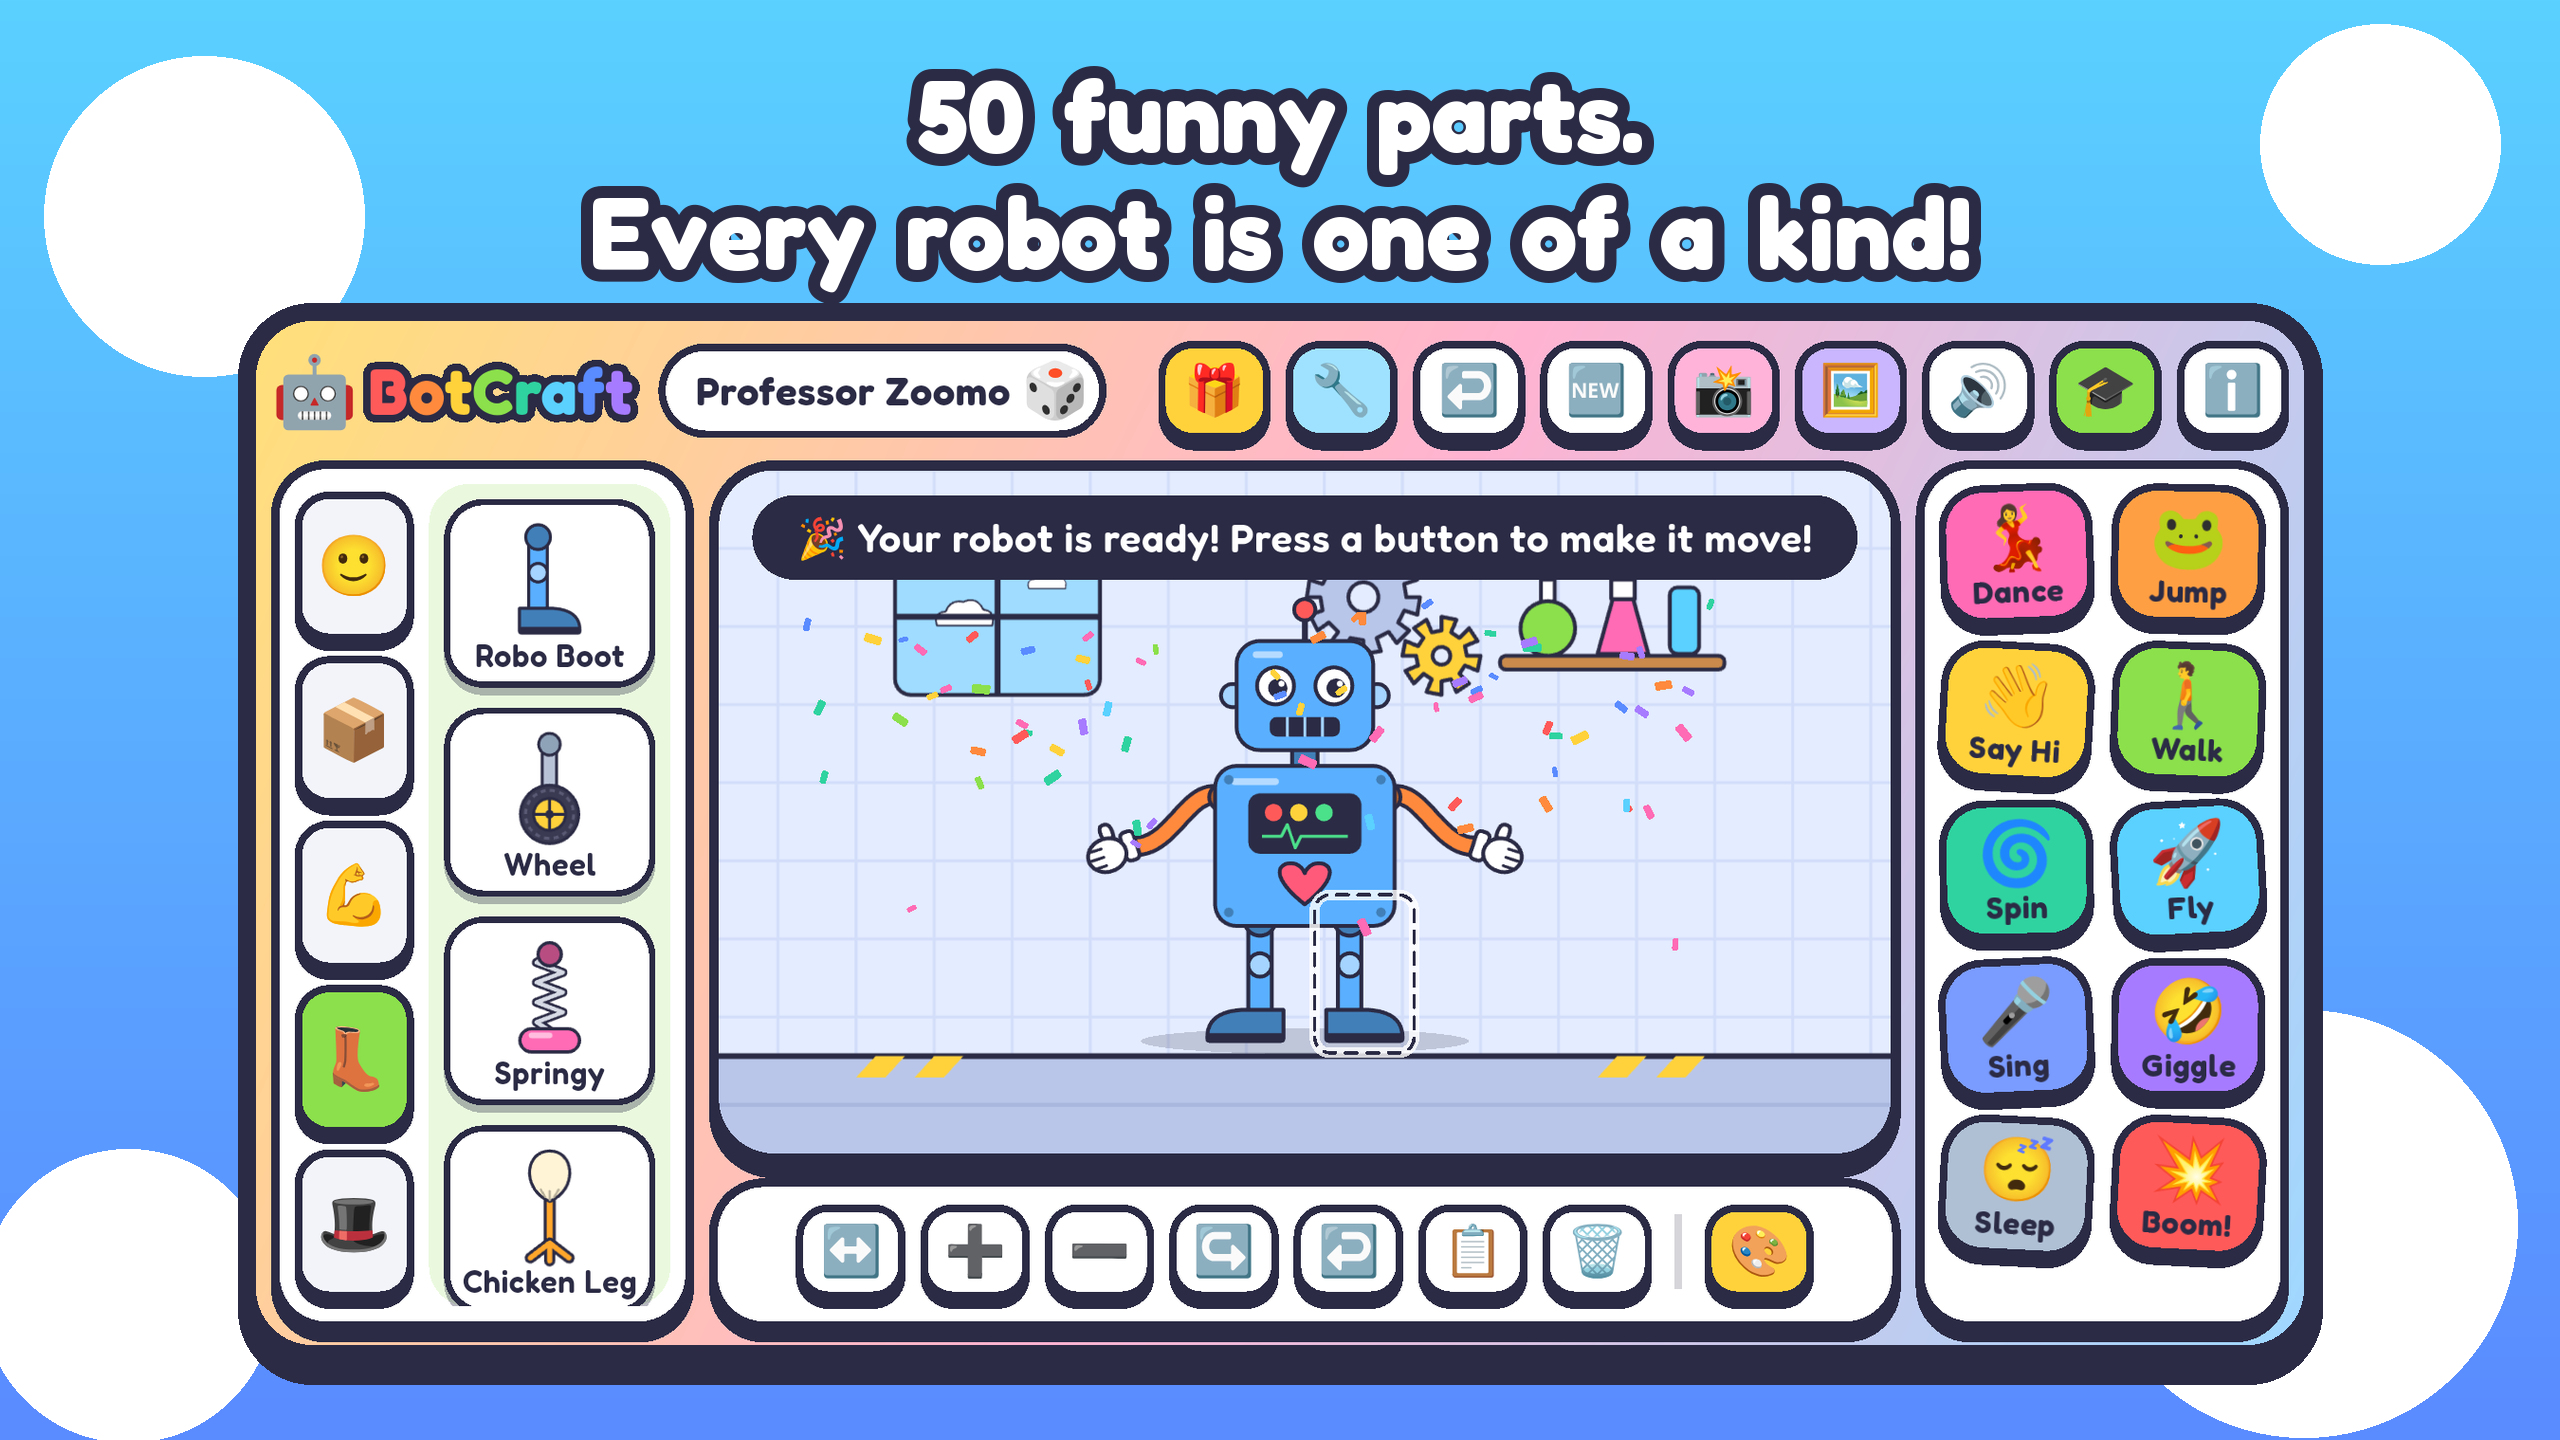 50 funny parts.
Every robot is one of a kind!
BotCraft
Professor Zoomo
NEW
🎉 Your robot is ready! Press a button to make it move!
Robo Boot
Wheel
Springy
Chicken Leg
Dance
Jump
Say Hi
Walk
Spin
Fly
Sing
Giggle
Sleep
Boom!